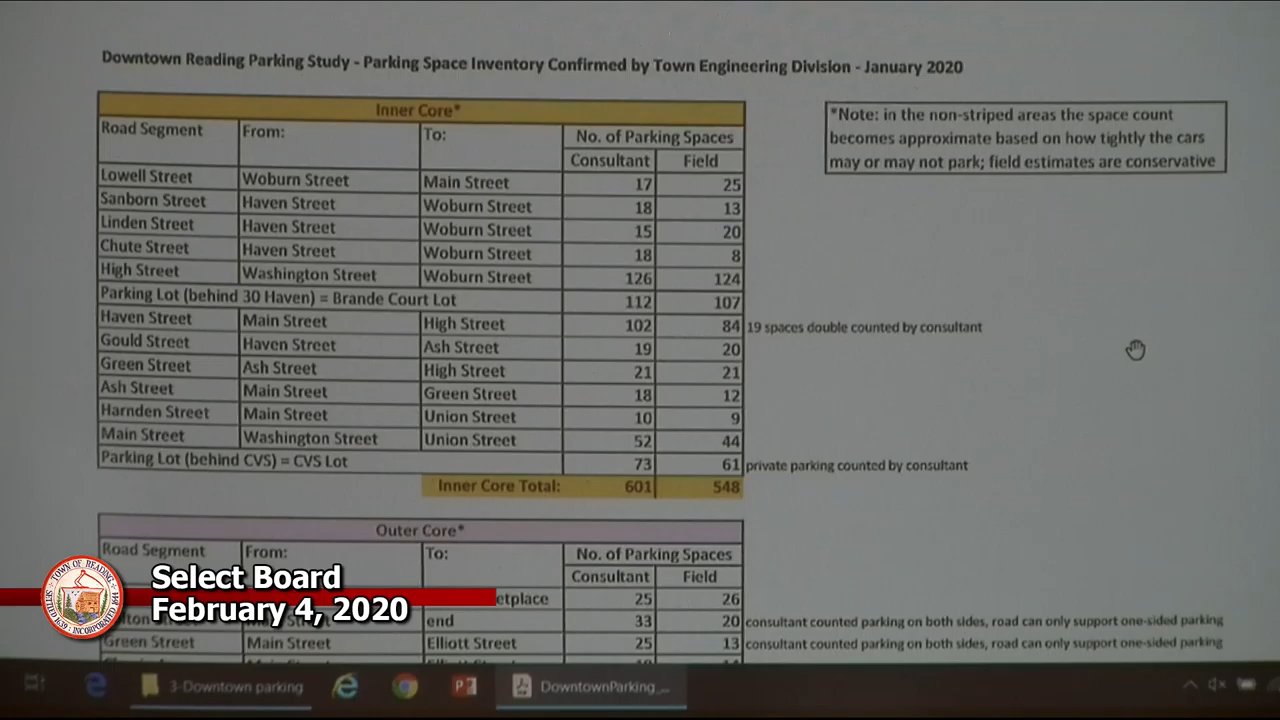 Downtown Reading Parking Study - Parking Space Inventory Confirmed by Town Engineering Division - January 2020
Inner Core*
Road Segment From: To: No. of Parking Spaces
Consultant Field
Lowell Street Woburn Street Main Street 17 25
Sanborn Street Haven Street Woburn Street 18 13
Linden Street Haven Street Woburn Street 15 20
Chute Street Haven Street Woburn Street 18 8
High Street Washington Street Woburn Street 126 124
Parking Lot (behind 30 Haven) = Brande Court Lot 112 107
Haven Street Main Street High Street 102 84 19 spaces double counted by consultant
Gould Street Haven Street Ash Street 19 20
Green Street Ash Street High Street 21 21
Ash Street Main Street Green Street 18 12
Harnden Street Main Street Union Street 10 9
Main Street Washington Street Union Street 52 44
Parking Lot (behind CVS) = CVS Lot 73 61 private parking counted by consultant
Inner Core Total: 601 548
*Note: in the non-striped areas the space count
becomes approximate based on how tightly the cars
may or may not park; field estimates are conservative
Outer Core*
Road Segment From: To: No. of Parking Spaces
Consultant Field
etplace 25 26
end 33 20 consultant counted parking on both sides, road can only support one-sided parking
Green Street Main Street Elliott Street 25 13 consultant counted parking on both sides, road can only support one-sided parking
TOWN OF READING
SETTLED 1639 INCORPORATED 1644
Select Board
February 4, 2020
3-Downtown parking
DowntownParking_...